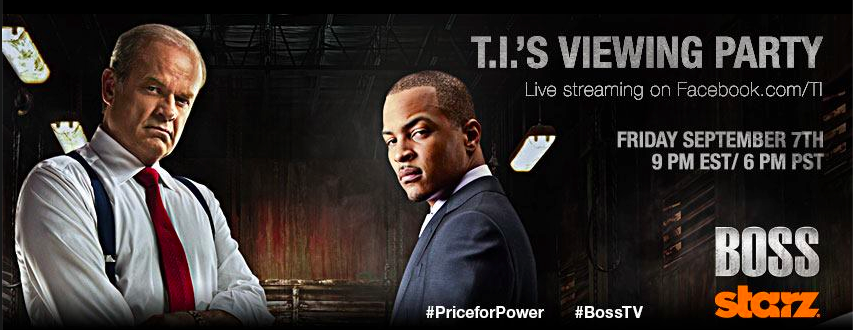 T.I.'S VIEWING PARTY
Live streaming on Facebook.com/TI
FRIDAY SEPTEMBER 7TH
9 PM EST/ 6 PM PST
BOSS
starz
#PriceforPower #BossTV